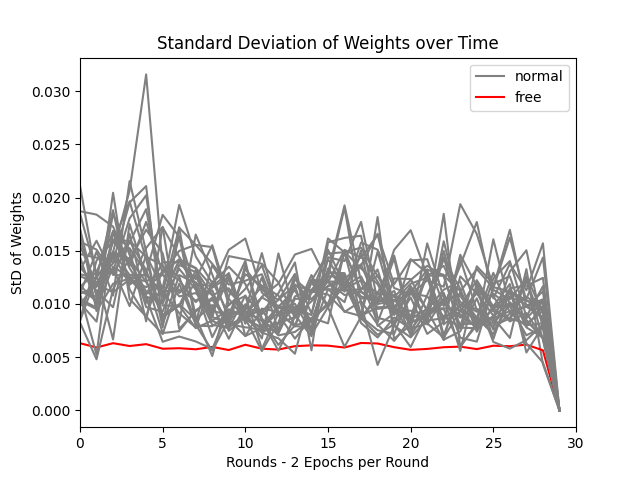 Standard Deviation of Weights over Time
normal
free
0.030
0.025
0.020
0.015
0.010
0.005
0.000
StD of Weights
0 5 10 15 20 25 30
Rounds - 2 Epochs per Round